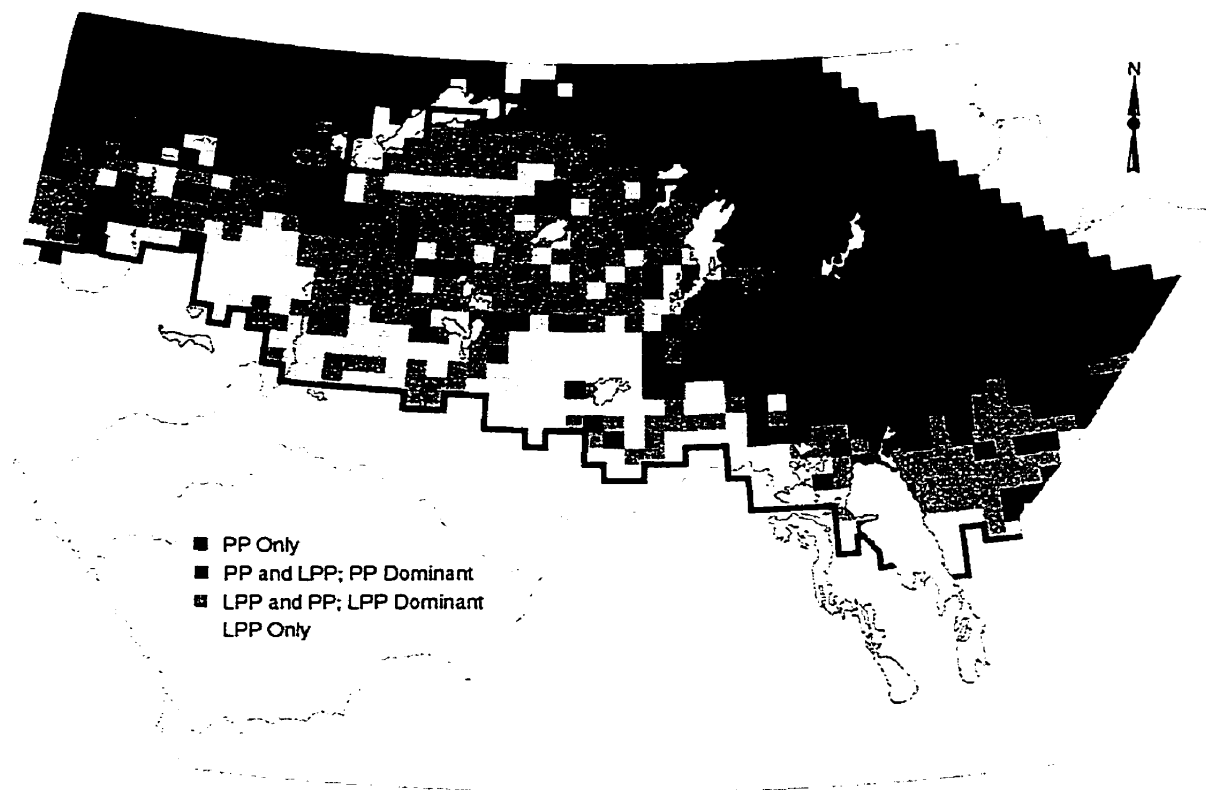 N
PP Only
PP and LPP; PP Dominant
LPP and PP; LPP Dominant
LPP Only